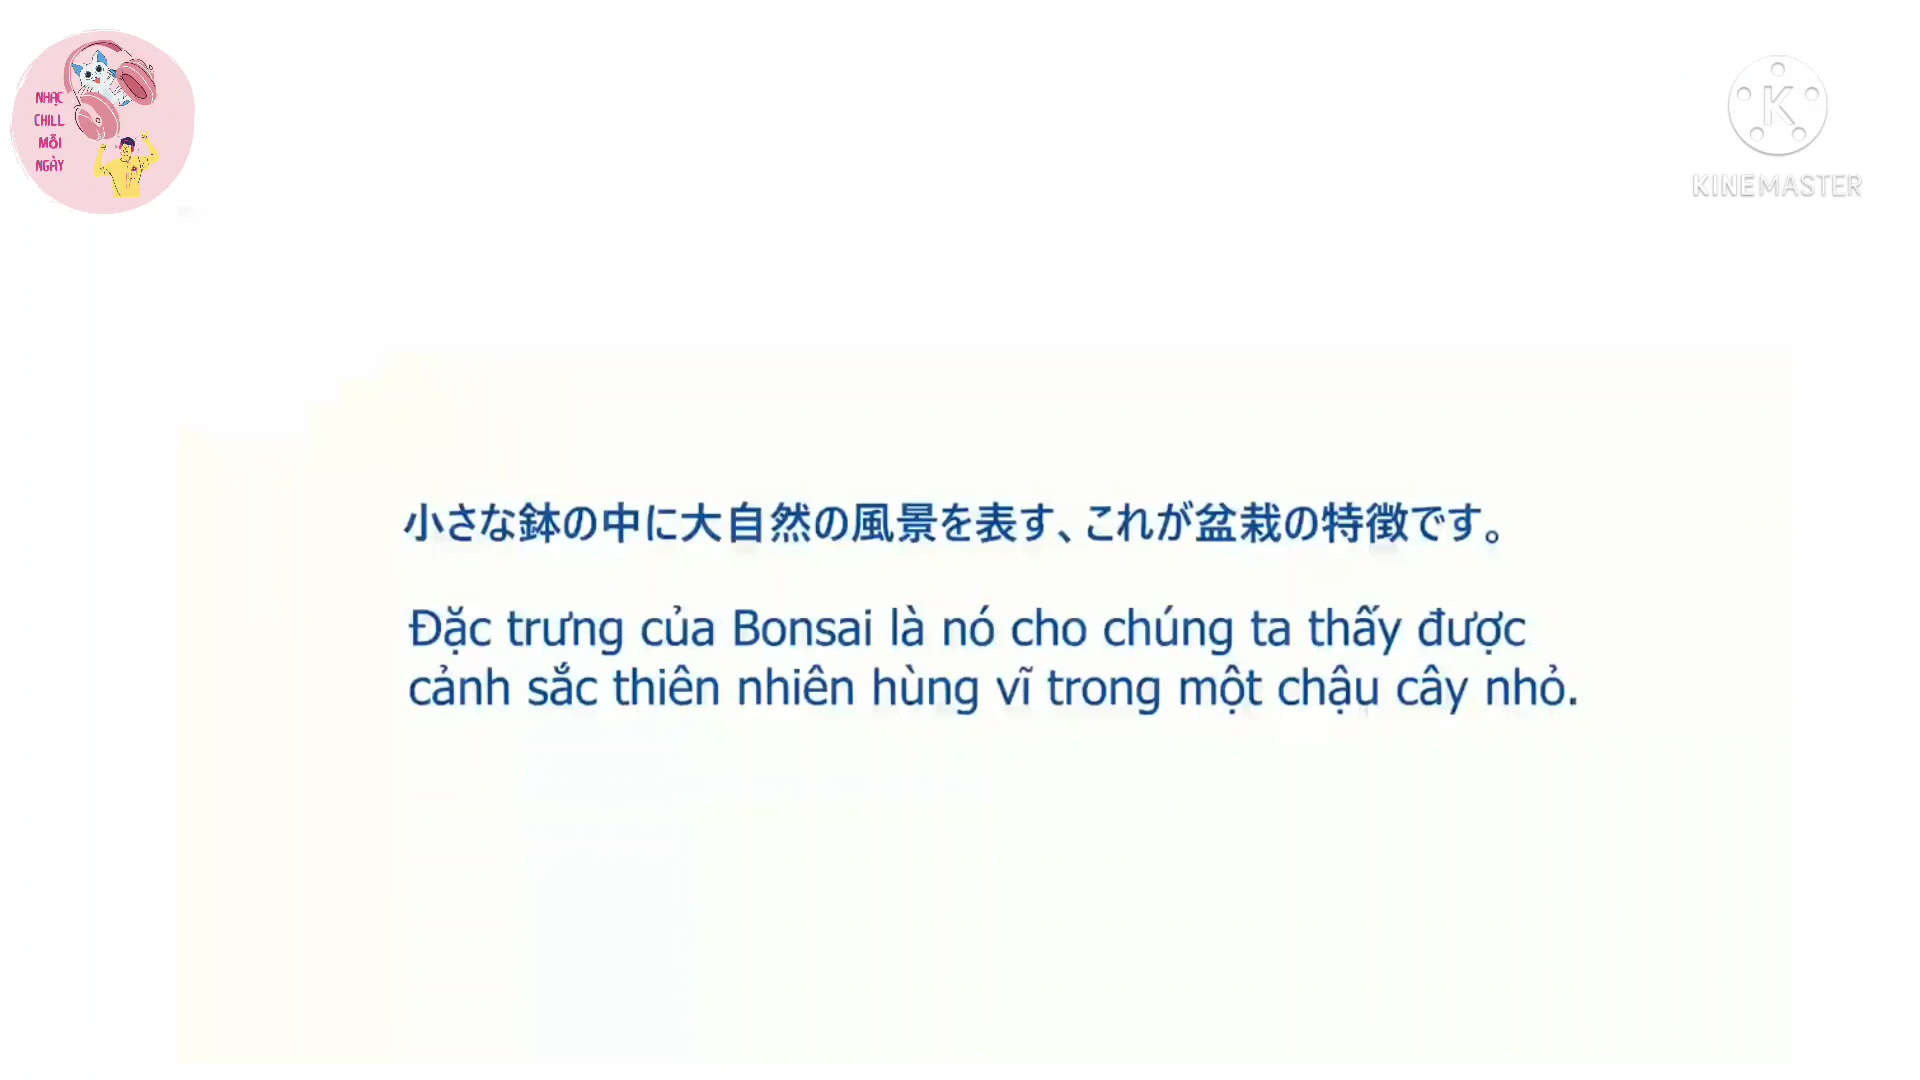 NHẠC
CHILL
MỖI
NGÀY
K
KINEMASTER
小さな鉢の中に大自然の風景を表す、これが盆栽の特徴です。
Đặc trưng của Bonsai là nó cho chúng ta thấy được
cảnh sắc thiên nhiên hùng vĩ trong một chậu cây nhỏ.